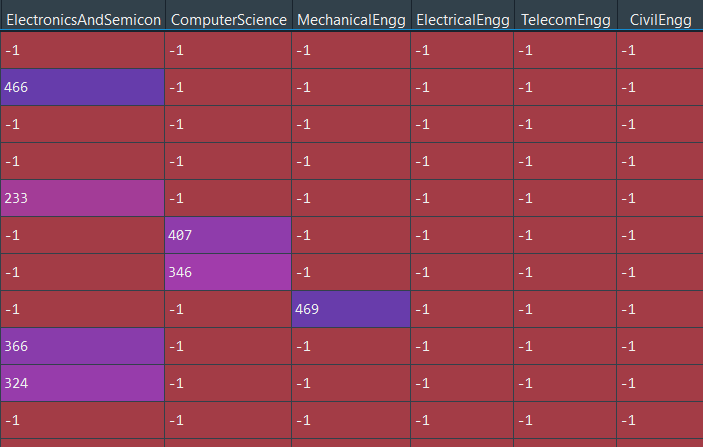 ElectronicsAndSemicon ComputerScience MechanicalEngg ElectricalEngg TelecomEngg CivilEngg
-1 -1 -1 -1 -1 -1
466 -1 -1 -1 -1 -1
-1 -1 -1 -1 -1 -1
-1 -1 -1 -1 -1 -1
233 -1 -1 -1 -1 -1
-1 407 -1 -1 -1 -1
-1 346 -1 -1 -1 -1
-1 -1 469 -1 -1 -1
366 -1 -1 -1 -1 -1
324 -1 -1 -1 -1 -1
-1 -1 -1 -1 -1 -1